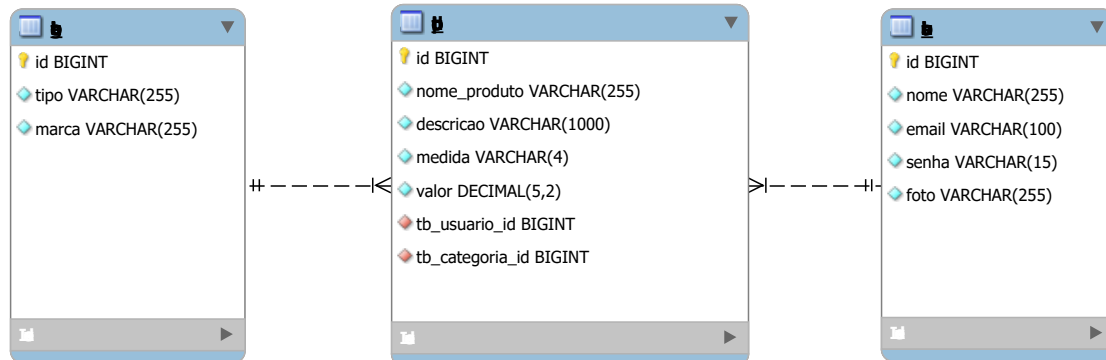 id BIGINT
tipo VARCHAR(255)
marca VARCHAR(255)
id BIGINT
nome_produto VARCHAR(255)
descricao VARCHAR(1000)
medida VARCHAR(4)
valor DECIMAL(5,2)
tb_usuario_id BIGINT
tb_categoria_id BIGINT
id BIGINT
nome VARCHAR(255)
email VARCHAR(100)
senha VARCHAR(15)
foto VARCHAR(255)